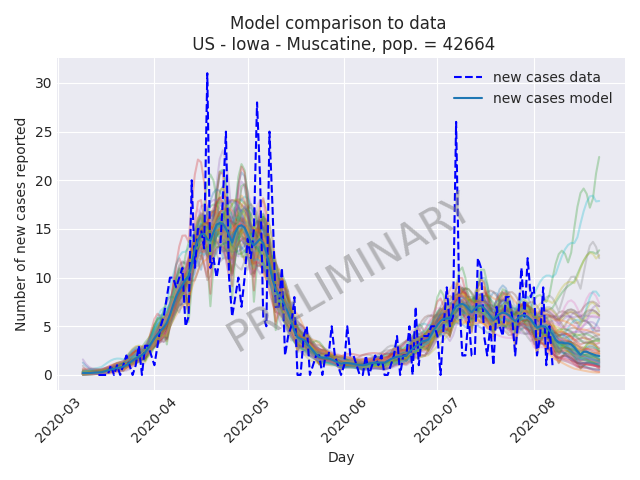 Model comparison to data
US - Iowa - Muscatine, pop. = 42664
new cases data
new cases model
Number of new cases reported
30
25
20
15
10
5
0
PRELIMINARY
2020-03
2020-04
2020-05
2020-06
2020-07
2020-08
Day